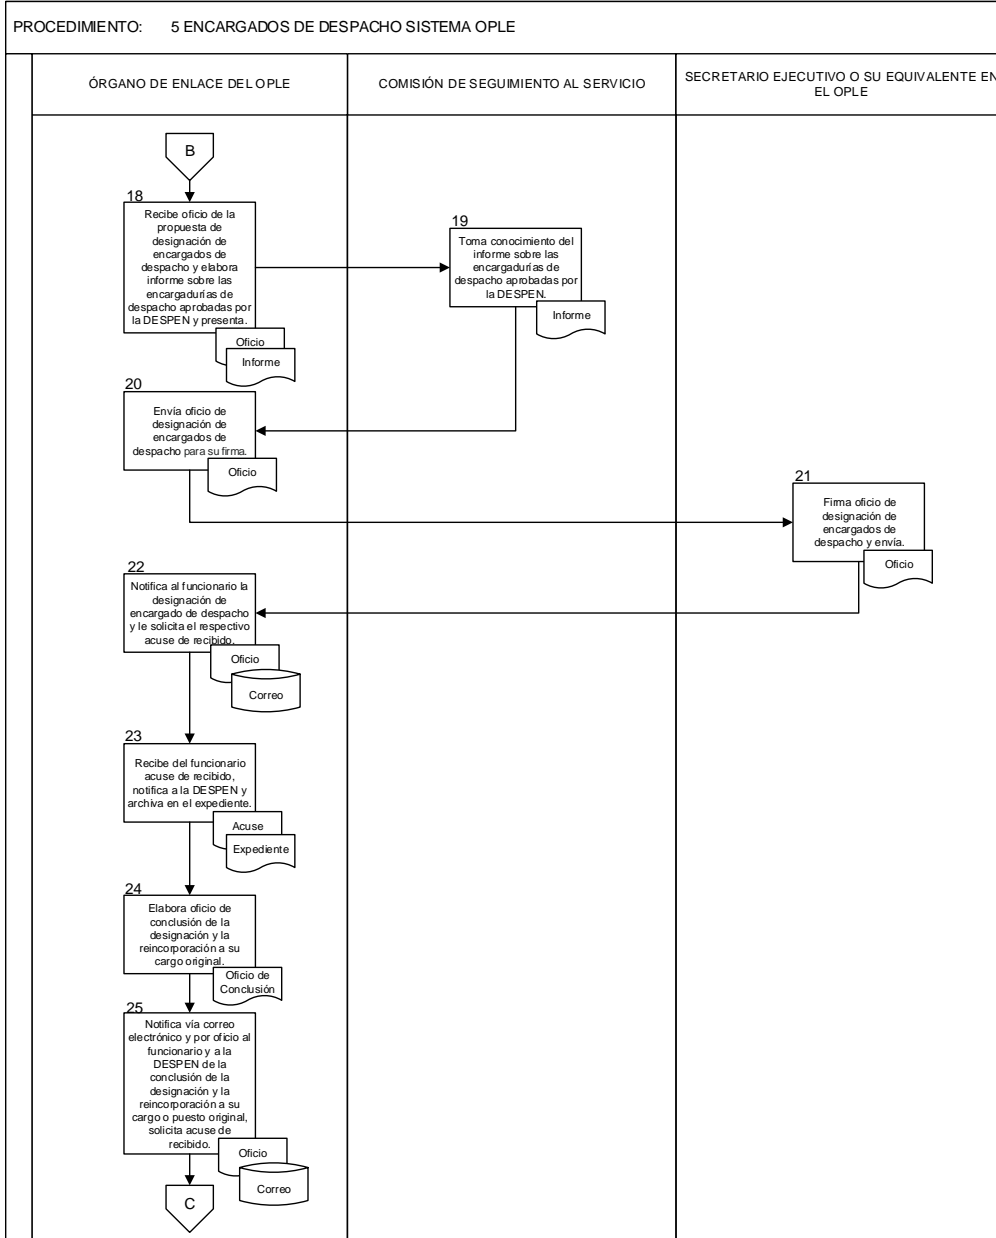 PROCEDIMIENTO: 5 ENCARGADOS DE DESPACHO SISTEMA OPLE
ÓRGANO DE ENLACE DEL OPLE
COMISIÓN DE SEGUIMIENTO AL SERVICIO
SECRETARIO EJECUTIVO O SU EQUIVALENTE EN
EL OPLE
B
18
Recibe oficio de la
propuesta de
designación de
encargados de
despacho y elabora
informe sobre las
encargadurías de
despacho aprobadas por
la DESPEN y presenta.
Oficio
Informe
19
Toma conocimiento del
informe sobre las
encargadurías de
despacho aprobadas por
la DESPEN.
Informe
20
Envía oficio de
designación de
encargados de
despacho para su firma.
Oficio
21
Firma oficio de
designación de
encargados de
despacho y envía.
Oficio
22
Notifica al funcionario la
designación de
encargado de despacho
y le solicita el respectivo
acuse de recibido.
Oficio
Correo
23
Recibe del funcionario
acuse de recibido,
notifica a la DESPEN y
archiva en el expediente.
Acuse
Expediente
24
Elabora oficio de
conclusión de la
designación y la
reincorporación a su
cargo original.
Oficio de
Conclusión
25
Notifica vía correo
electrónico y por oficio al
funcionario y a la
DESPEN de la
conclusión de la
designación y la
reincorporación a su
cargo o puesto original,
solicita acuse de
recibido.
Oficio
Correo
C